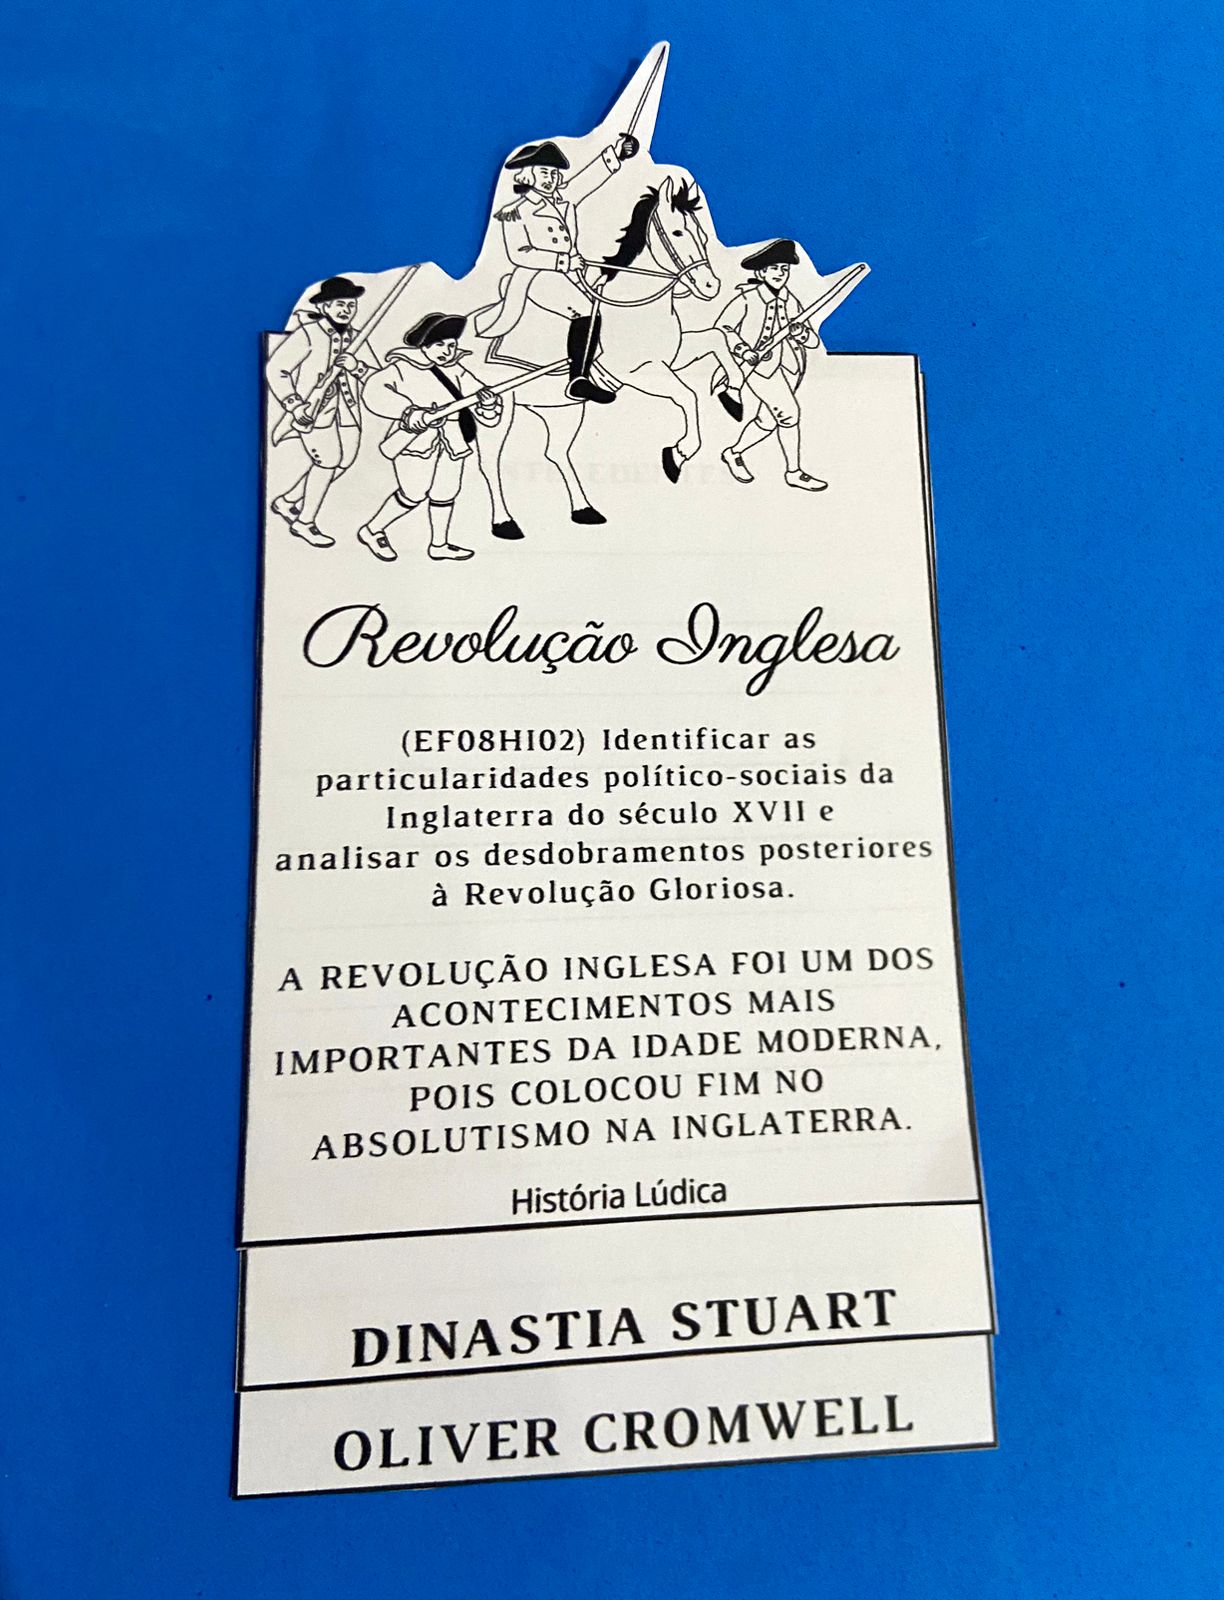 Revolução Inglesa
(EF08HI02) Identificar as
particularidades político-sociais da
Inglaterra do século XVII e
analisar os desdobramentos posteriores
à Revolução Gloriosa.
A REVOLUÇÃO INGLESA FOI UM DOS
ACONTECIMENTOS MAIS
IMPORTANTES DA IDADE MODERNA,
POIS COLOCOU FIM NO
ABSOLUTISMO NA INGLATERRA.
História Lúdica
DINASTIA STUART
OLIVER CROMWELL